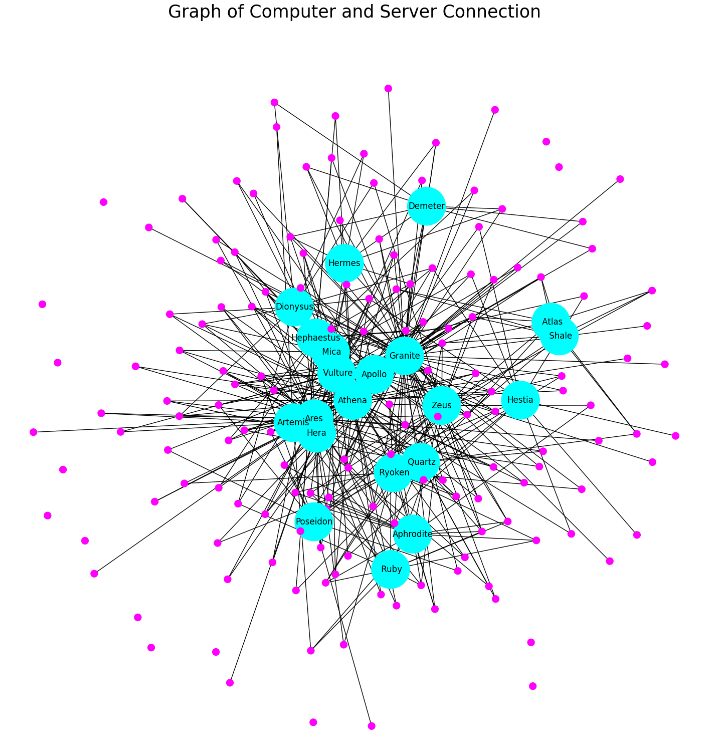 Graph of Computer and Server Connection
Demeter
Hermes
Dionysus
Atlas
Hephaestus
Shale
Mica
Granite
Vulture
Apollo
Athena
Hestia
Zeus
Ares
Artemis
Hera
Quartz
Ryoken
Poseidon
Aphrodite
Ruby